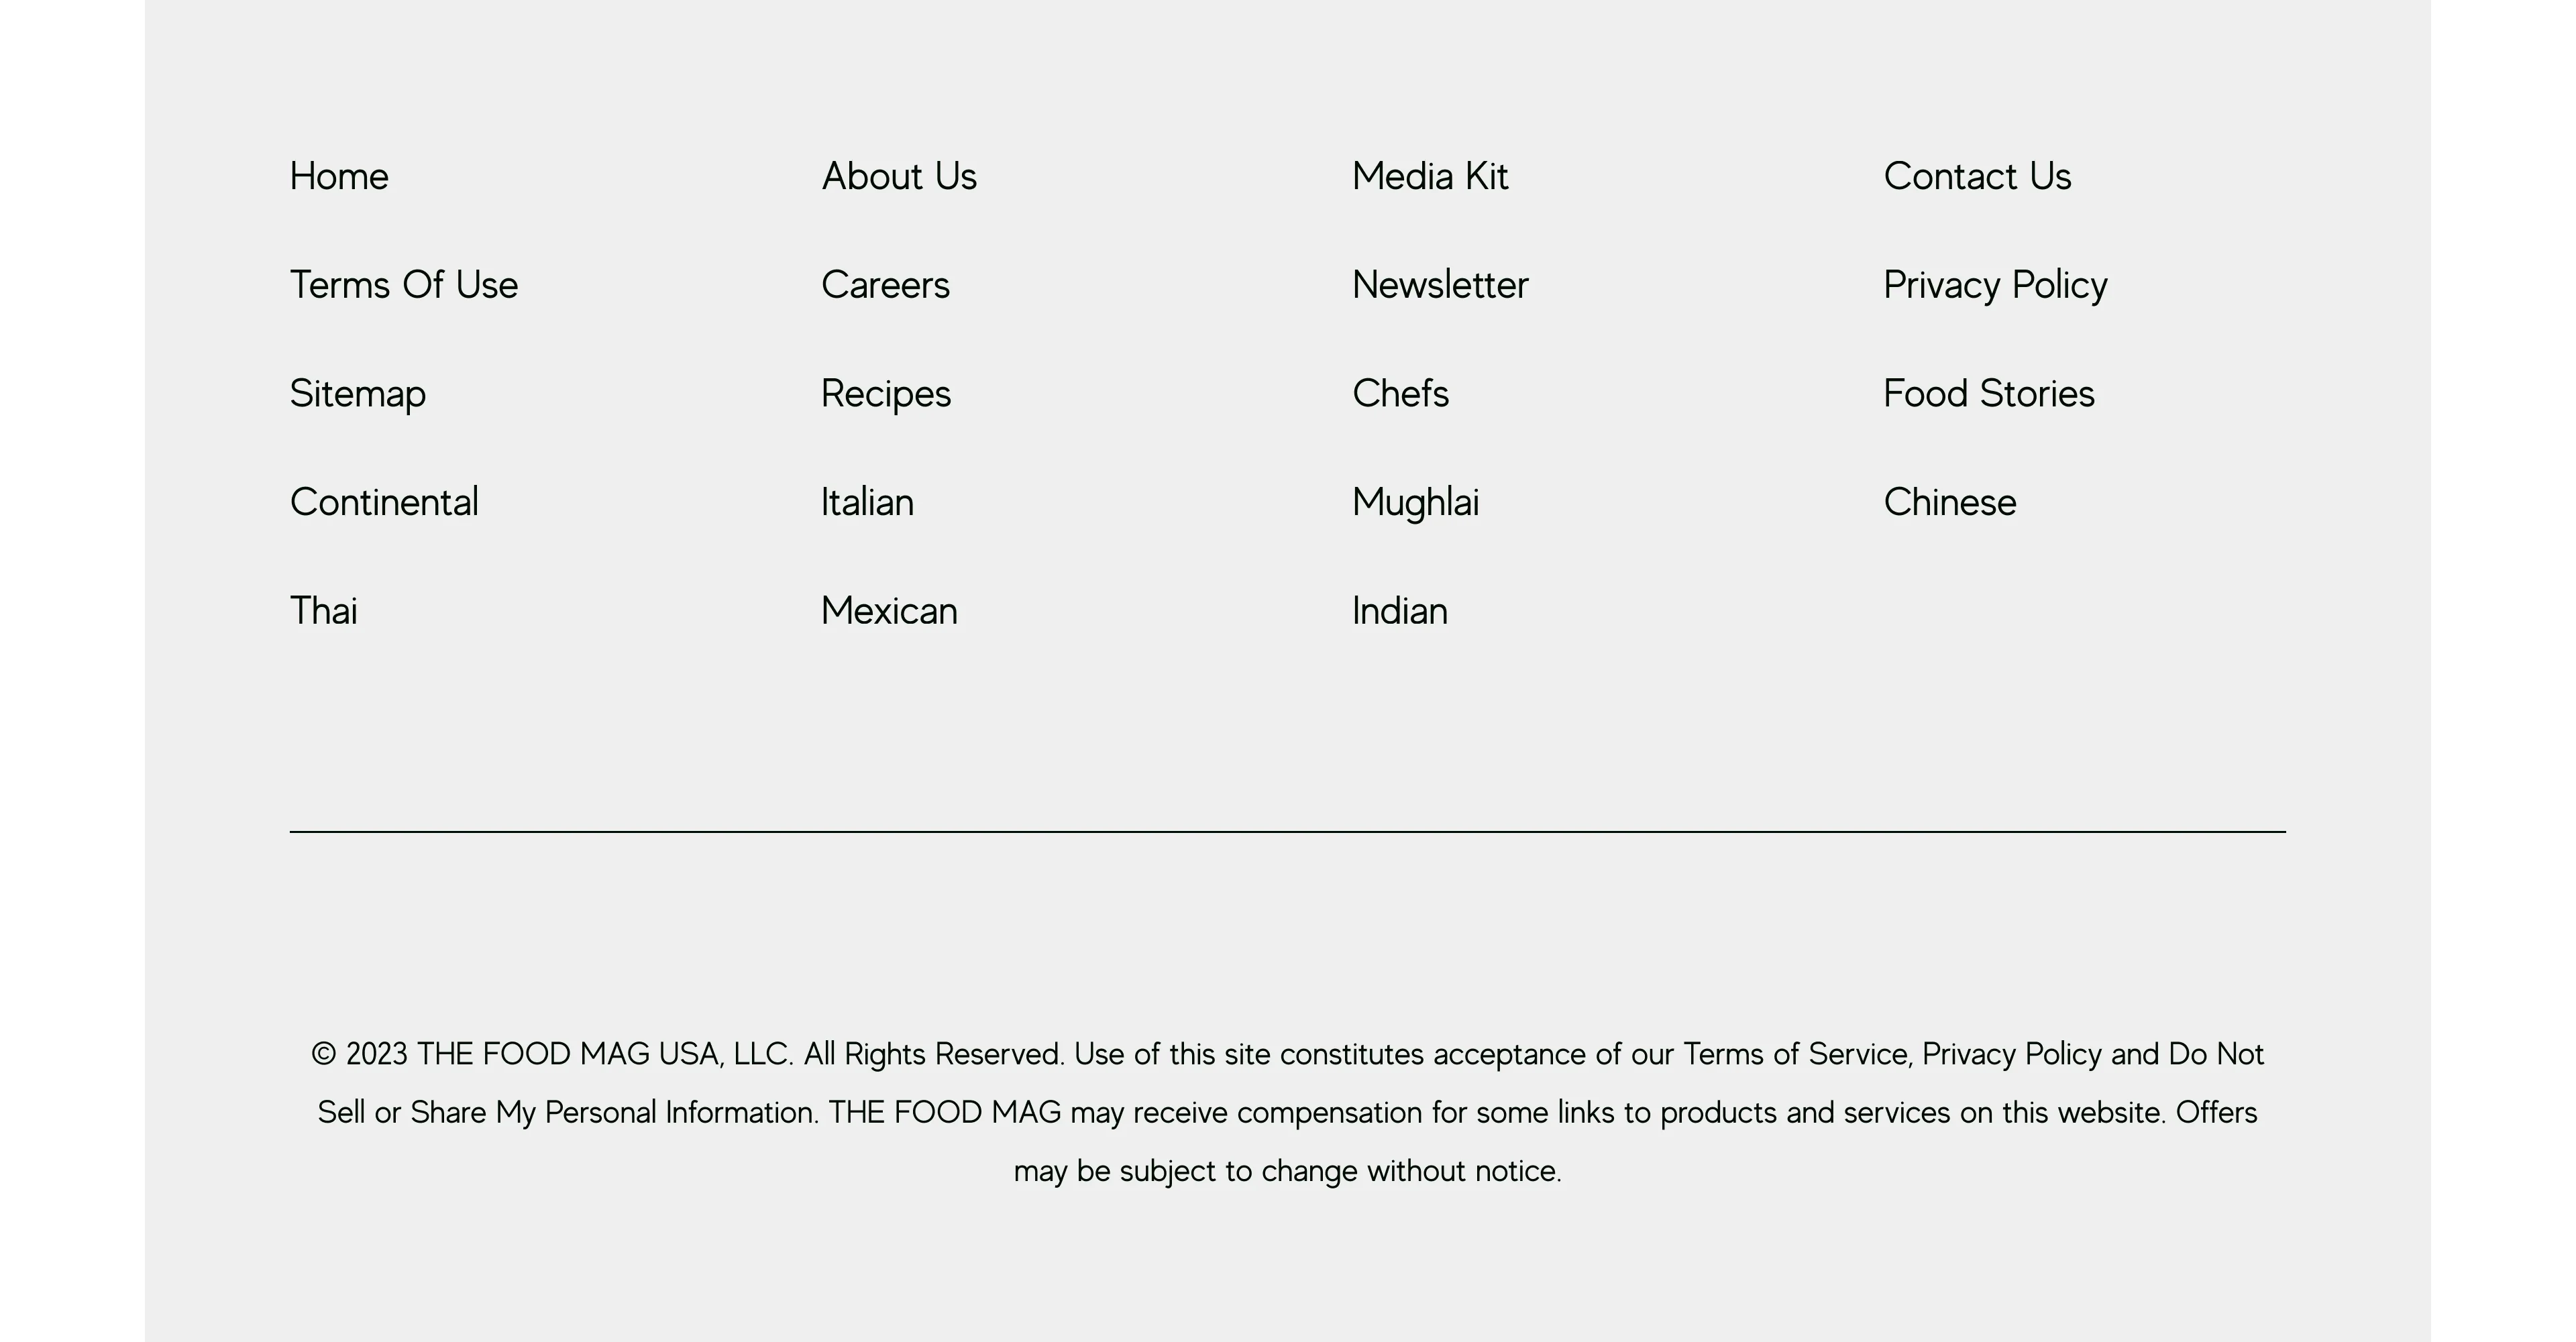 Home
About Us
Media Kit
Contact Us
Terms Of Use
Careers
Newsletter
Privacy Policy
Sitemap
Recipes
Chefs
Food Stories
Continental
Italian
Mughlai
Chinese
Thai
Mexican
Indian
© 2023 THE FOOD MAG USA, LLC. All Rights Reserved. Use of this site constitutes acceptance of our Terms of Service, Privacy Policy and Do Not
Sell or Share My Personal Information. THE FOOD MAG may receive compensation for some links to products and services on this website. Offers
may be subject to change without notice.